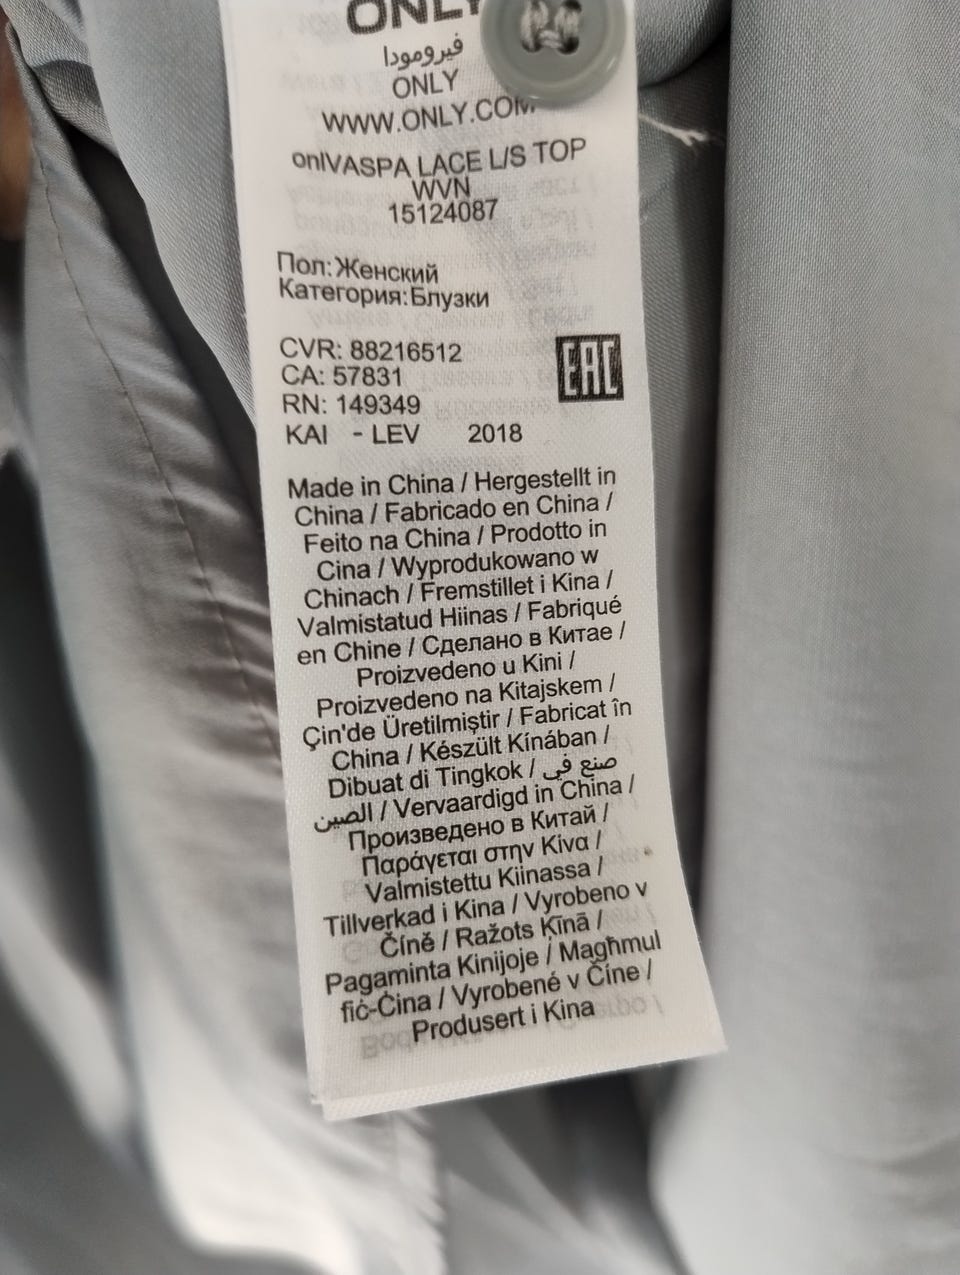 ONLY
فيرومودا
ONLY
WWW.ONLY.COM
onlVASPA LACE L/S TOP
WVN
15124087
Пол:Женский
Категория:Блузки
CVR: 88216512
CA: 57831
RN: 149349
EAC
KAI - LEV 2018
Made in China / Hergestellt in
China / Fabricado en China /
Feito na China / Prodotto in
Cina / Wyprodukowano w
Chinach / Fremstillet i Kina /
Valmistatud Hiinas / Fabriqué
en Chine / Сделано в Китае /
Proizvedeno u Kini /
Proizvedeno na Kitajskem /
Çin'de Üretilmiştir / Fabricat în
China / Készült Kínában /
Dibuat di Tingkok / صنع في
الصين / Vervaardigd in China /
Произведено в Китай /
Παράγεται στην Κίνα /
Valmistettu Kiinassa /
Tillverkad i Kina / Vyrobeno v
Číně / Ražots Kīnā /
Pagaminta Kinijoje / Magħmul
fiċ-Ċina / Vyrobené v Číne /
Produsert i Kina